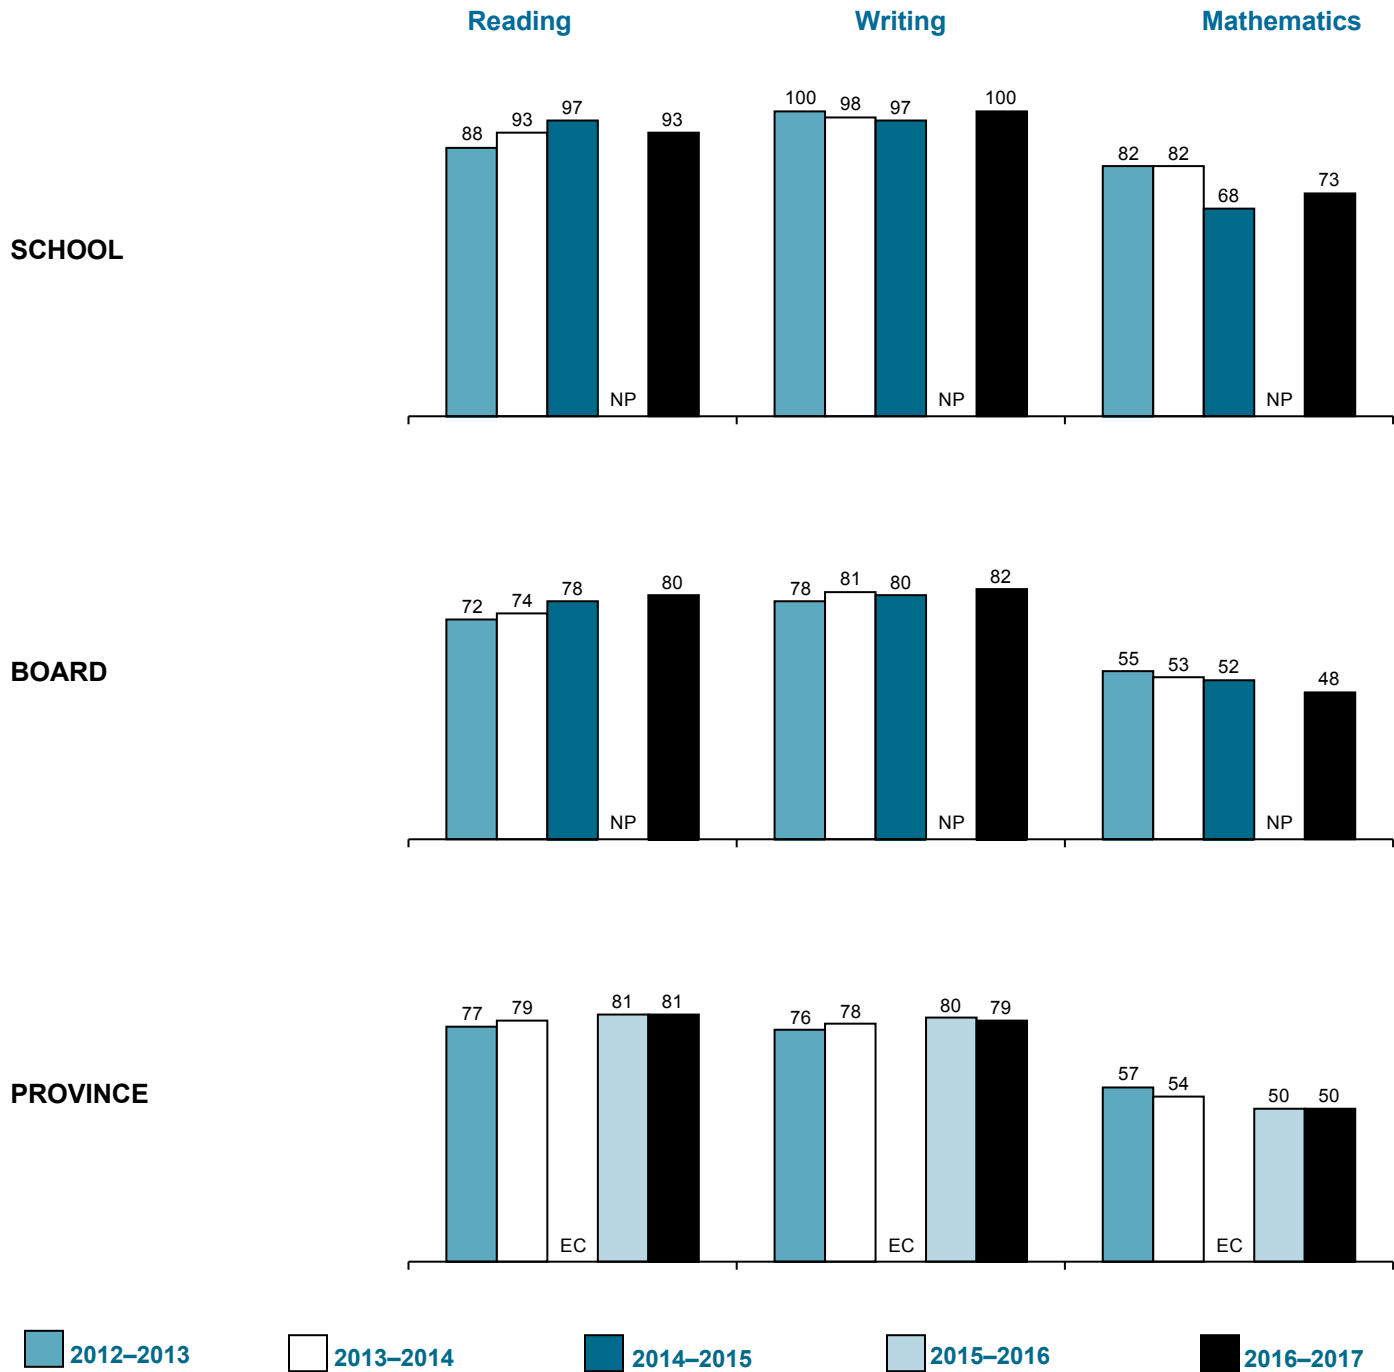 Reading Writing Mathematics
SCHOOL
88 93 97 NP 93
100 98 97 NP 100
82 82 68 NP 73
BOARD
72 74 78 NP 80
78 81 80 NP 82
55 53 52 NP 48
PROVINCE
77 79 EC 81 81
76 78 EC 80 79
57 54 EC 50 50
2012–2013 2013–2014 2014–2015 2015–2016 2016–2017